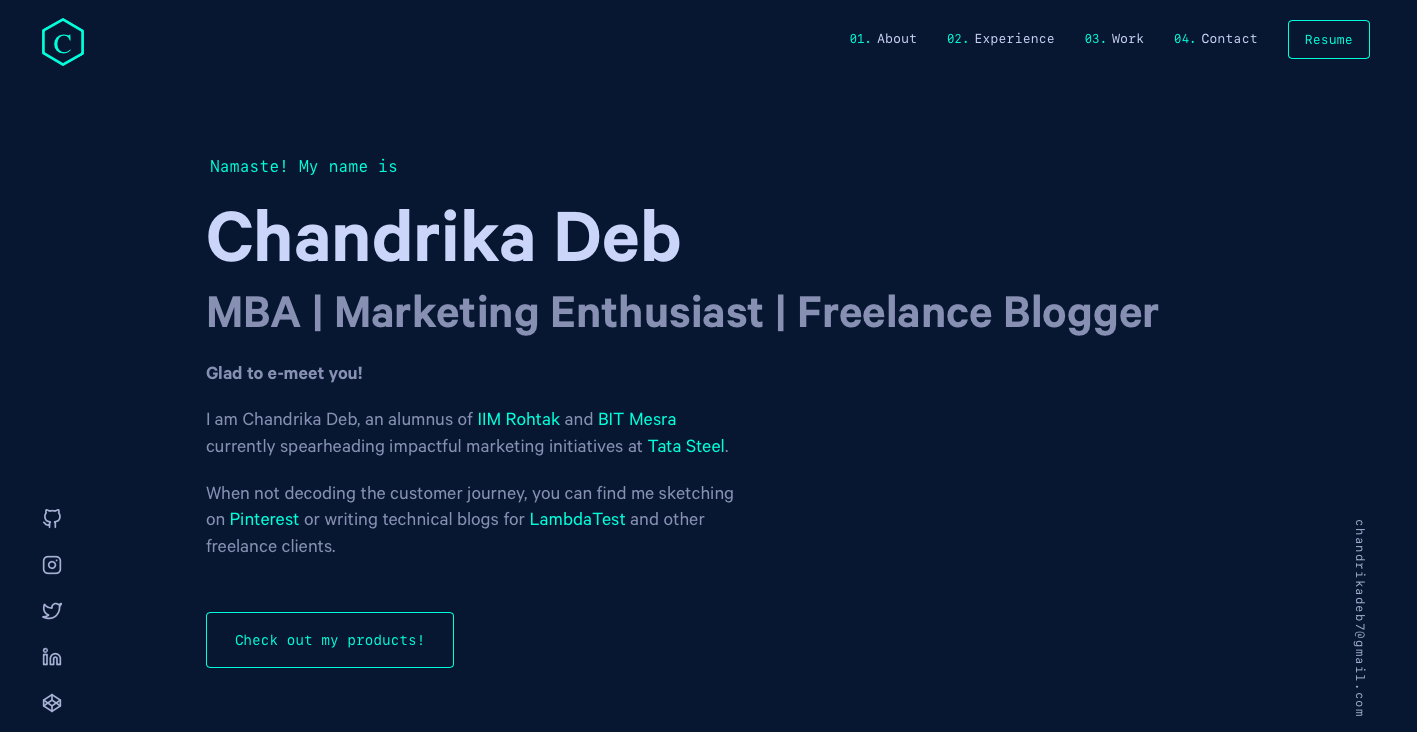 C
01. About
02. Experience
03. Work
04. Contact
Resume
Namaste! My name is
Chandrika Deb
MBA | Marketing Enthusiast | Freelance Blogger
Glad to e-meet you!
I am Chandrika Deb, an alumnus of IIM Rohtak and BIT Mesra
currently spearheading impactful marketing initiatives at Tata Steel.
When not decoding the customer journey, you can find me sketching
on Pinterest or writing technical blogs for LambdaTest and other
freelance clients.
Check out my products!
chandrikadeb7@gmail.com